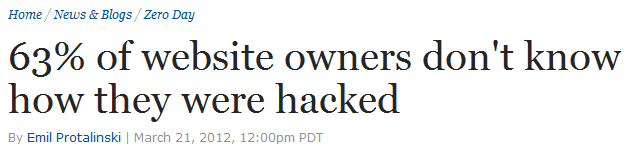 Home / News & Blogs / Zero Day
63% of website owners don't know
how they were hacked
By Emil Protalinski | March 21, 2012, 12:00pm PDT